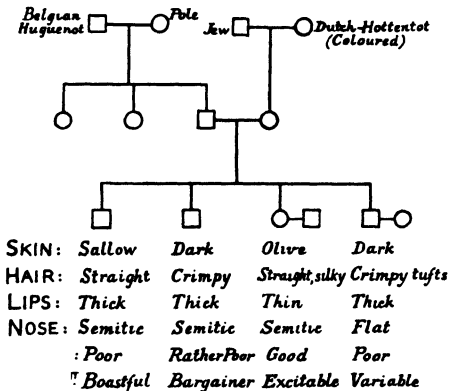 Belgian Huguenot Pole Jew Dutch-Hottentot (Coloured)
SKIN: Sallow Dark Olive Dark
HAIR: Straight Crimpy Straight, silky Crimpy tufts
LIPS: Thick Thick Thin Thick
NOSE: Semitic Semitic Semitic Flat
: Poor Rather Poor Good Poor
Boastful Bargainer Excitable Variable